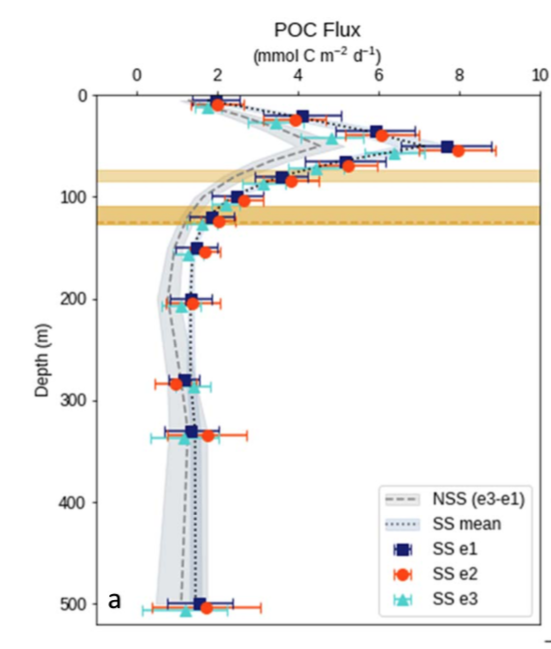 POC Flux
(mmol C m⁻² d⁻¹)
0 2 4 6 8 10
0
100
200
300
400
500
Depth (m)
NSS (e3-e1)
SS mean
SS e1
SS e2
SS e3
a